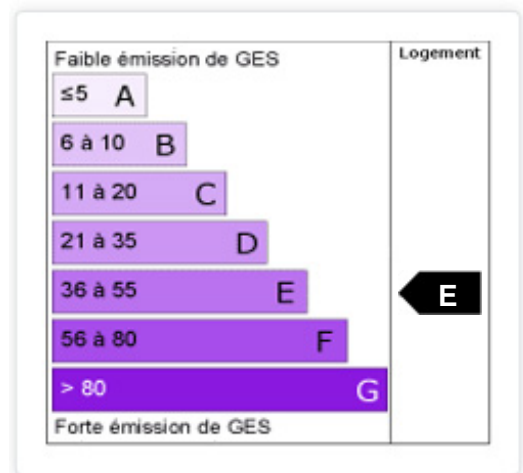 Faible émission de GES
Logement
≤5 A
6 à 10 B
11 à 20 C
21 à 35 D
36 à 55 E
E
56 à 80 F
> 80 G
Forte émission de GES